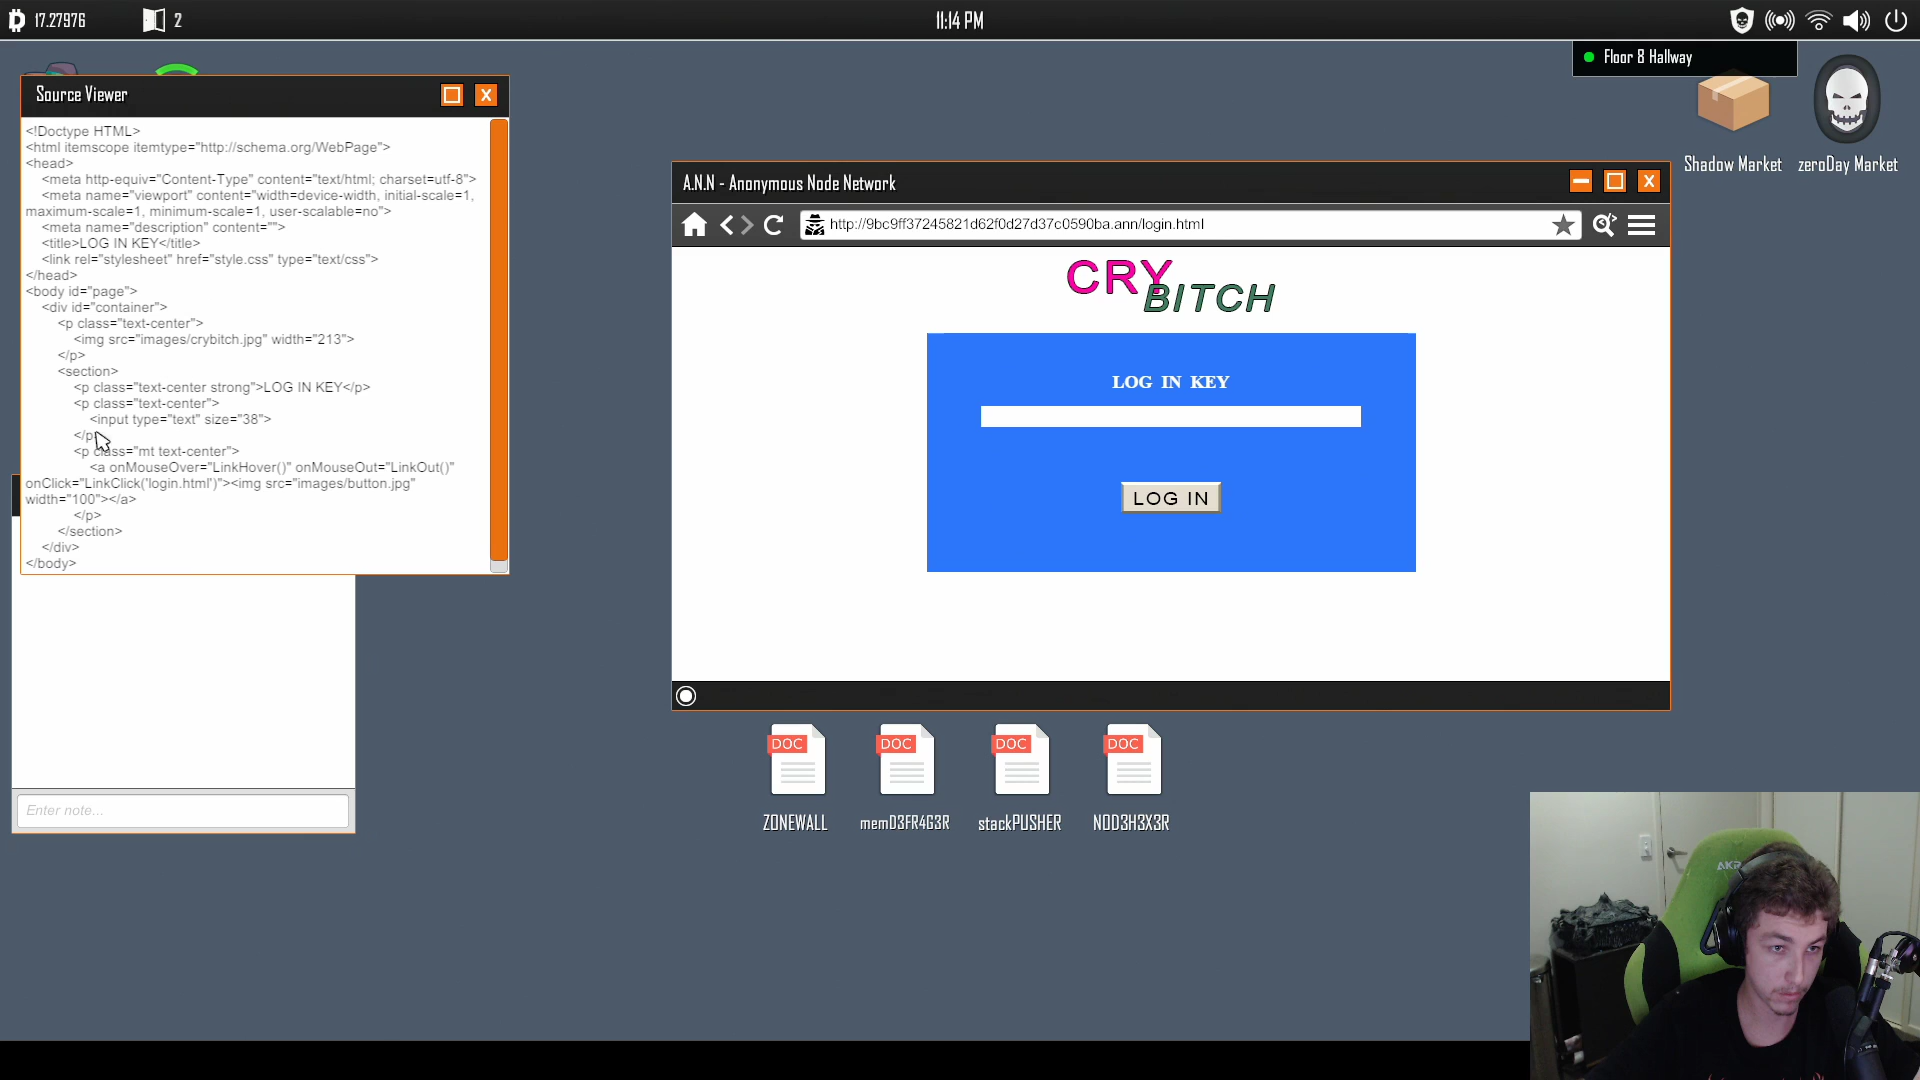 17.27976
2
11:14 PM
Floor 8 Hallway
Source Viewer
<!Doctype HTML>
<html itemscope itemtype="http://schema.org/WebPage">
<head>
<meta http-equiv="Content-Type" content="text/html; charset=utf-8">
<meta name="viewport" content="width=device-width, initial-scale=1,
maximum-scale=1, minimum-scale=1, user-scalable=no">
<meta name="description" content="">
<title>LOG IN KEY</title>
<link rel="stylesheet" href="style.css" type="text/css">
</head>
<body id="page">
<div id="container">
<p class="text-center">
<img src="images/crybitch.jpg" width="213">
</p>
<section>
<p class="text-center strong">LOG IN KEY</p>
<p class="text-center">
<input type="text" size="38">
</p>
<p class="mt text-center">
<a onMouseOver="LinkHover()" onMouseOut="LinkOut()"
onClick="LinkClick('login.html')"><img src="images/button.jpg"
width="100"></a>
</p>
</section>
</div>
</body>
Enter note...
A.N.N - Anonymous Node Network
http://9bc9ff37245821d62f0d27d37c0590ba.ann/login.html
CRY
BITCH
LOG IN KEY
LOG IN
Shadow Market
zeroDay Market
DOC
DOC
DOC
DOC
ZONEWALL
memD3FR4G3R
stackPUSHER
NOD3H3X3R
AKR